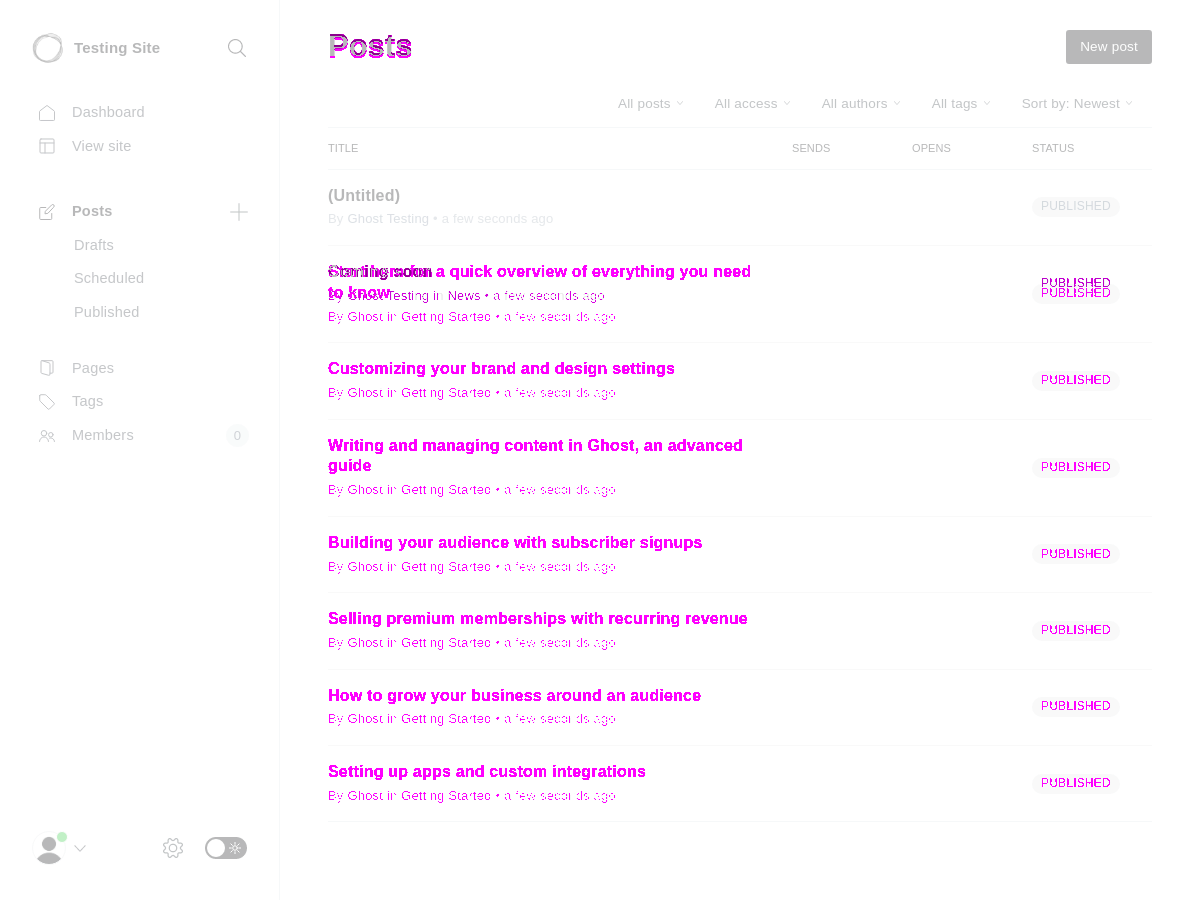 Testing Site
Posts
New post
Dashboard
All posts
All access
All authors
All tags
Sort by: Newest
View site
TITLE
SENDS
OPENS
STATUS
(Untitled)
PUBLISHED
Posts
By Ghost Testing • a few seconds ago
Drafts
a quick overview of everything you need
Scheduled
PUBLISHED
to know
PUBLISHED
By Ghost Testing in News • a few seconds ago
Published
By Ghost in Getting Started • a few seconds ago
Pages
Customizing your brand and design settings
PUBLISHED
By Ghost in Getting Started • a few seconds ago
Tags
Members
0
Writing and managing content in Ghost, an advanced
guide
PUBLISHED
By Ghost in Getting Started • a few seconds ago
Building your audience with subscriber signups
PUBLISHED
By Ghost in Getting Started • a few seconds ago
Selling premium memberships with recurring revenue
PUBLISHED
By Ghost in Getting Started • a few seconds ago
How to grow your business around an audience
PUBLISHED
By Ghost in Getting Started • a few seconds ago
Setting up apps and custom integrations
PUBLISHED
By Ghost in Getting Started • a few seconds ago